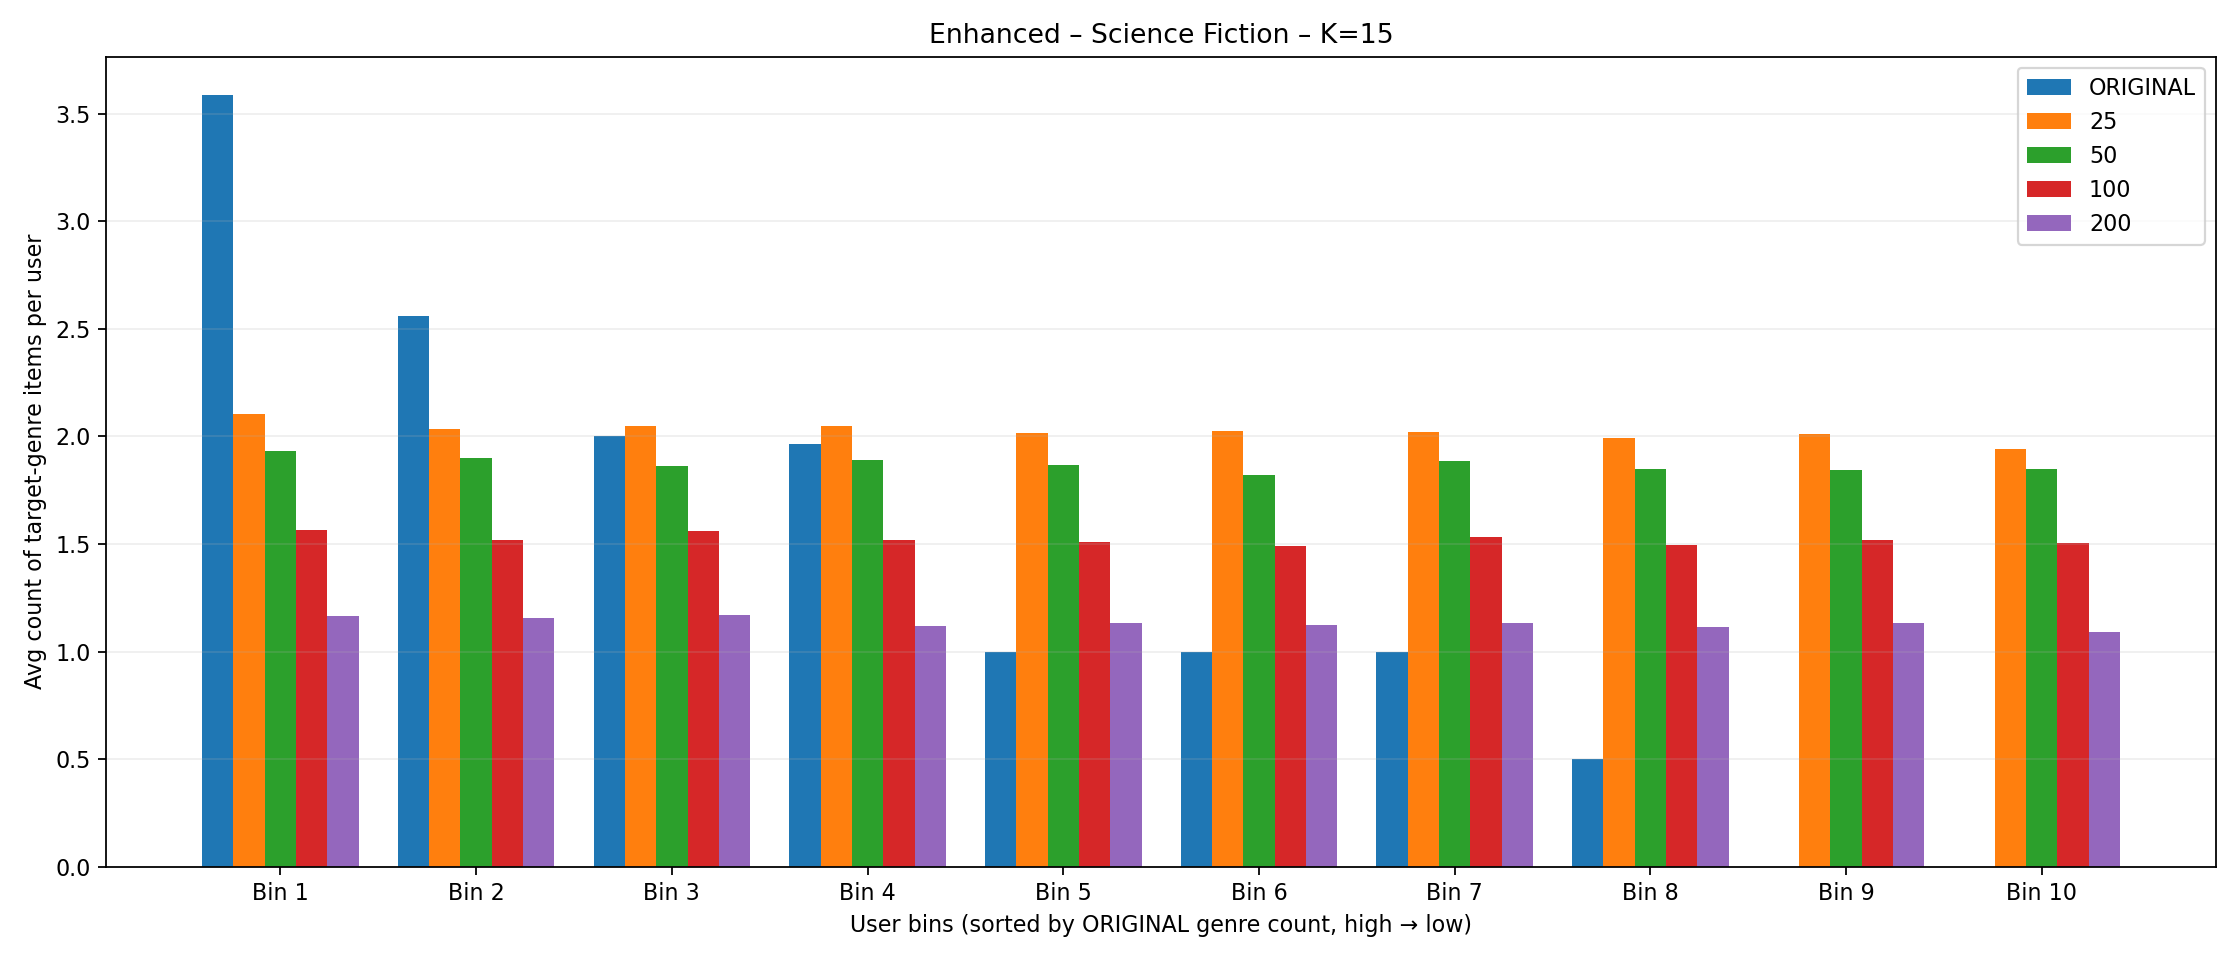 Enhanced – Science Fiction – K=15
ORIGINAL
25
50
100
200
Avg count of target-genre items per user
3.5
3.0
2.5
2.0
1.5
1.0
0.5
0.0
Bin 1 Bin 2 Bin 3 Bin 4 Bin 5 Bin 6 Bin 7 Bin 8 Bin 9 Bin 10
User bins (sorted by ORIGINAL genre count, high → low)